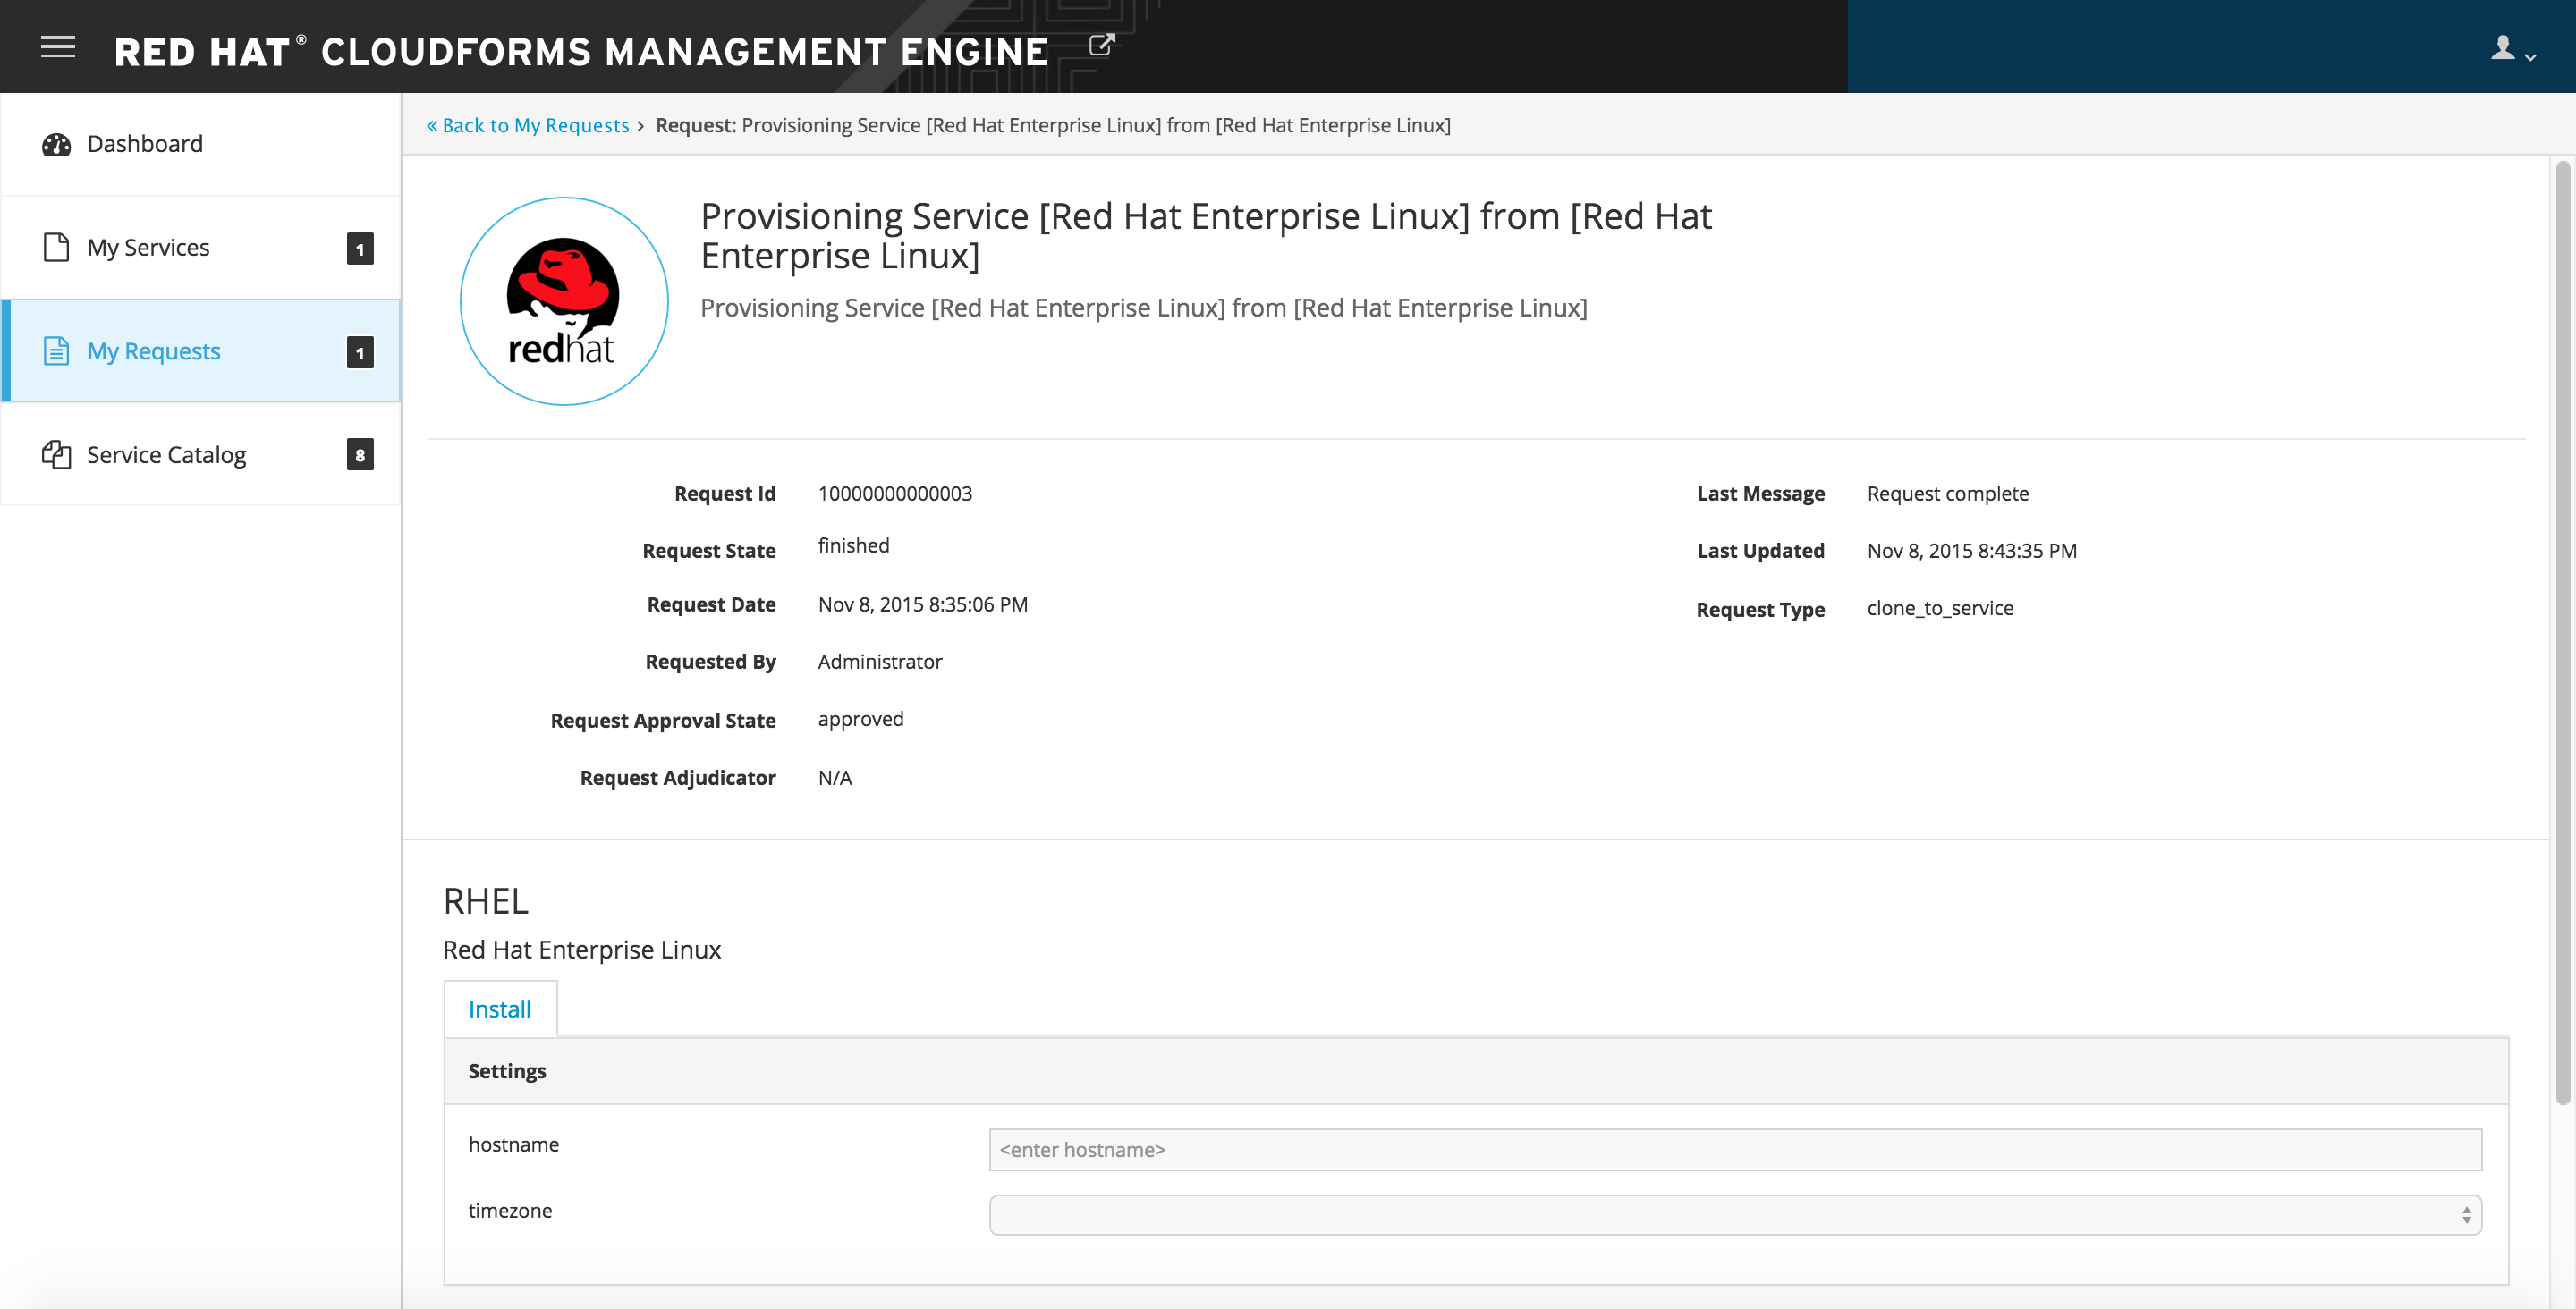 RED HAT® CLOUDFORMS MANAGEMENT ENGINE
Dashboard
My Services 1
My Requests 1
Service Catalog 8
« Back to My Requests › Request: Provisioning Service [Red Hat Enterprise Linux] from [Red Hat Enterprise Linux]
redhat
Provisioning Service [Red Hat Enterprise Linux] from [Red Hat
Enterprise Linux]
Provisioning Service [Red Hat Enterprise Linux] from [Red Hat Enterprise Linux]
Request Id 10000000000003
Request State finished
Request Date Nov 8, 2015 8:35:06 PM
Requested By Administrator
Request Approval State approved
Request Adjudicator N/A
Last Message Request complete
Last Updated Nov 8, 2015 8:43:35 PM
Request Type clone_to_service
RHEL
Red Hat Enterprise Linux
Install
Settings
hostname <enter hostname>
timezone